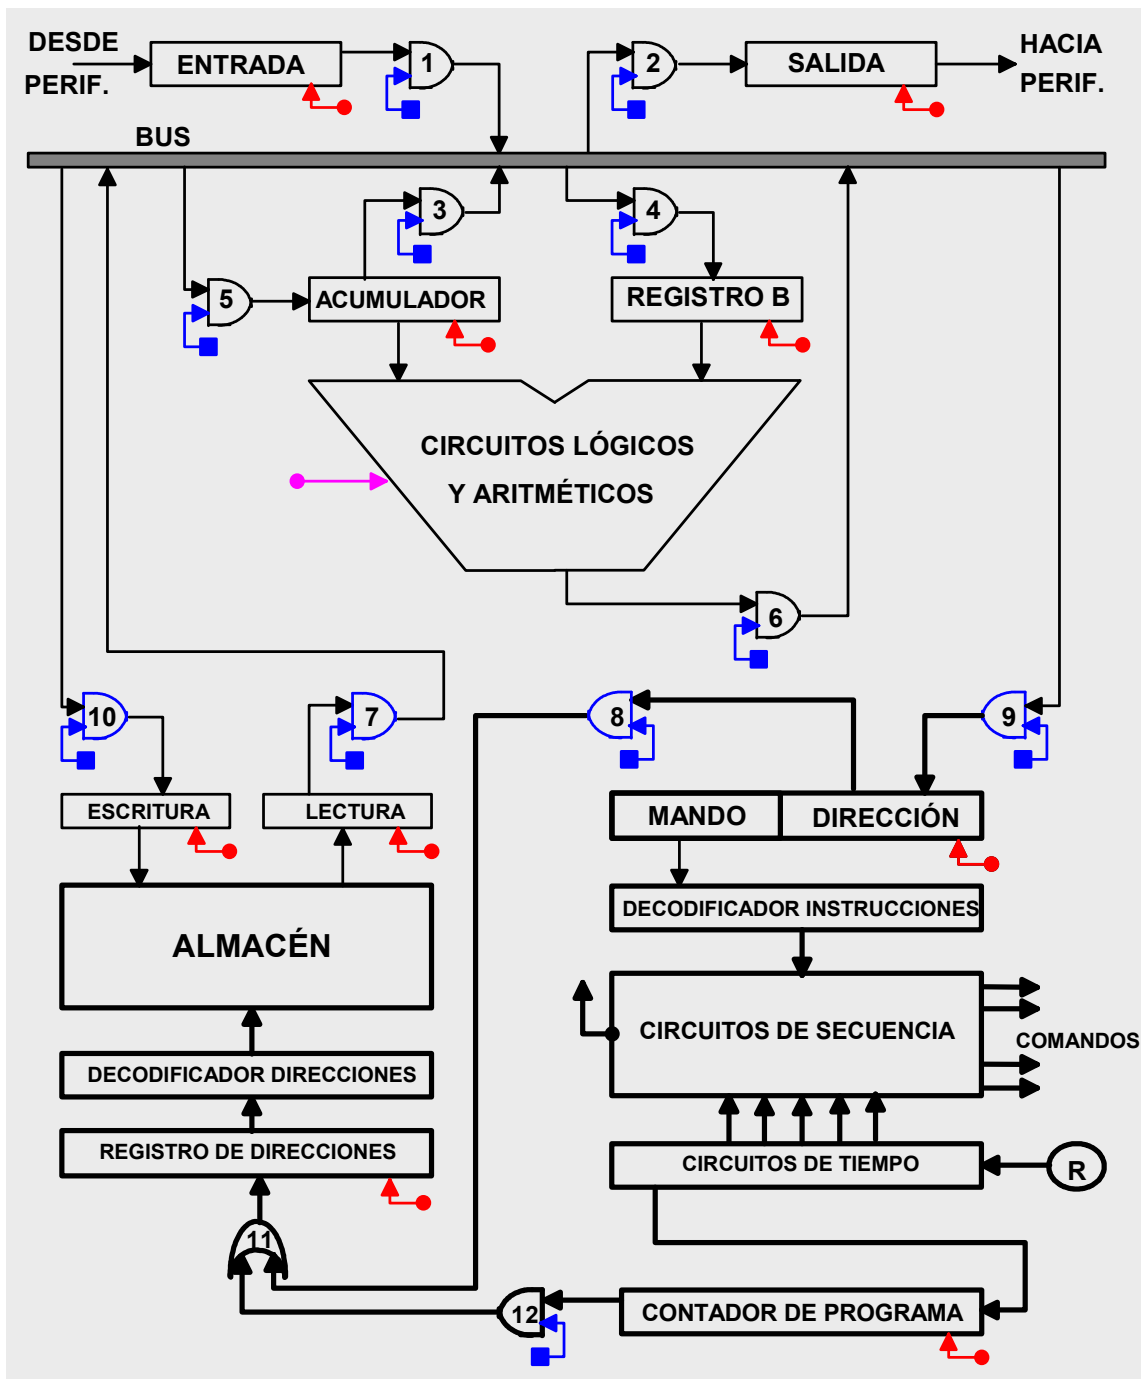 DESDE
PERIF.
ENTRADA
1
2
SALIDA
HACIA
PERIF.
BUS
3
4
5
ACUMULADOR
REGISTRO B
CIRCUITOS LÓGICOS
Y ARITMÉTICOS
6
10
7
8
9
ESCRITURA
LECTURA
MANDO
DIRECCIÓN
DECODIFICADOR INSTRUCCIONES
ALMACÉN
CIRCUITOS DE SECUENCIA
COMANDOS
DECODIFICADOR DIRECCIONES
REGISTRO DE DIRECCIONES
CIRCUITOS DE TIEMPO
R
11
12
CONTADOR DE PROGRAMA